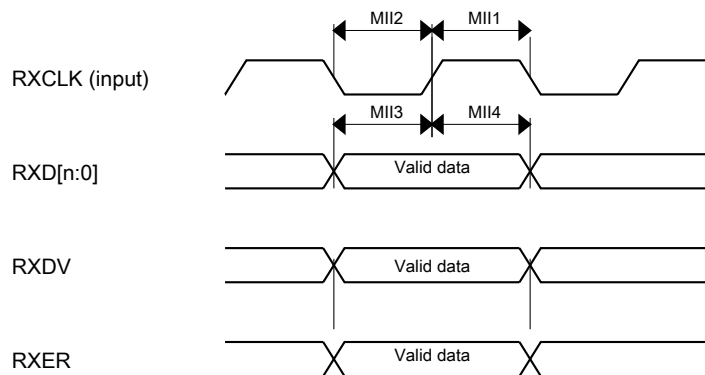 MII2 MII1
RXCLK (input)
MII3 MII4
RXD[n:0] Valid data
RXDV Valid data
RXER Valid data